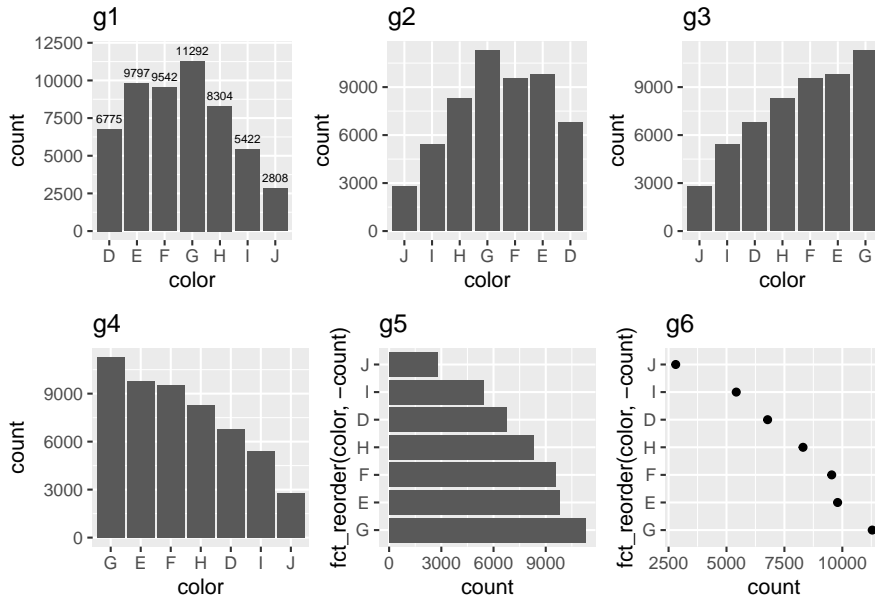 g1
12500
10000
7500
5000
2500
0
count
6775
9797
9542
11292
8304
5422
2808
D E F G H I J
color
g2
9000
6000
3000
0
count
J I H G F E D
color
g3
9000
6000
3000
0
count
J I D H F E G
color
g4
9000
6000
3000
0
count
G E F H D I J
color
g5
fct_reorder(color, −count)
J
I
D
H
F
E
G
0 3000 6000 9000
count
g6
fct_reorder(color, −count)
J
I
D
H
F
E
G
2500 5000 7500 10000
count